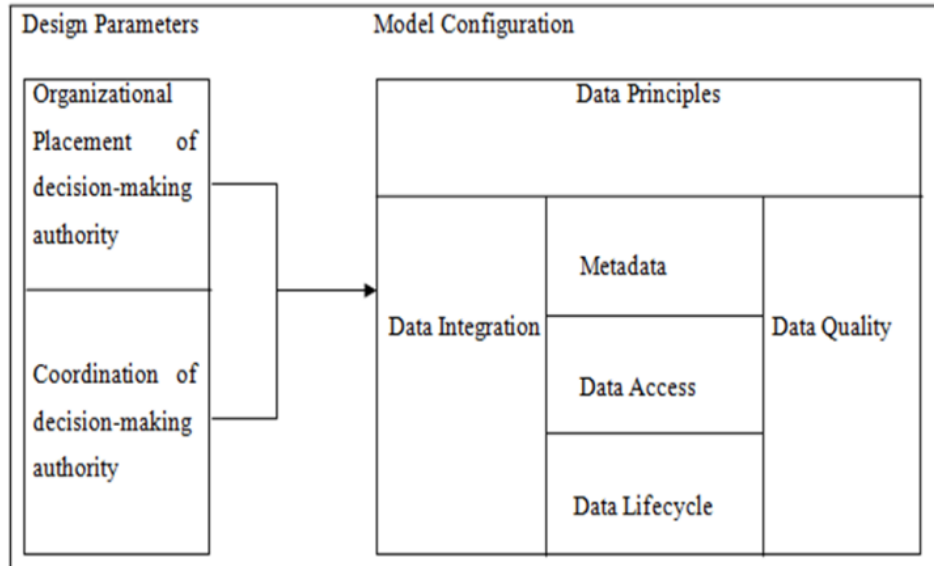 Design Parameters
Model Configuration
Organizational
Placement of
decision-making
authority
Coordination of
decision-making
authority
Data Principles
Data Integration
Metadata
Data Access
Data Lifecycle
Data Quality